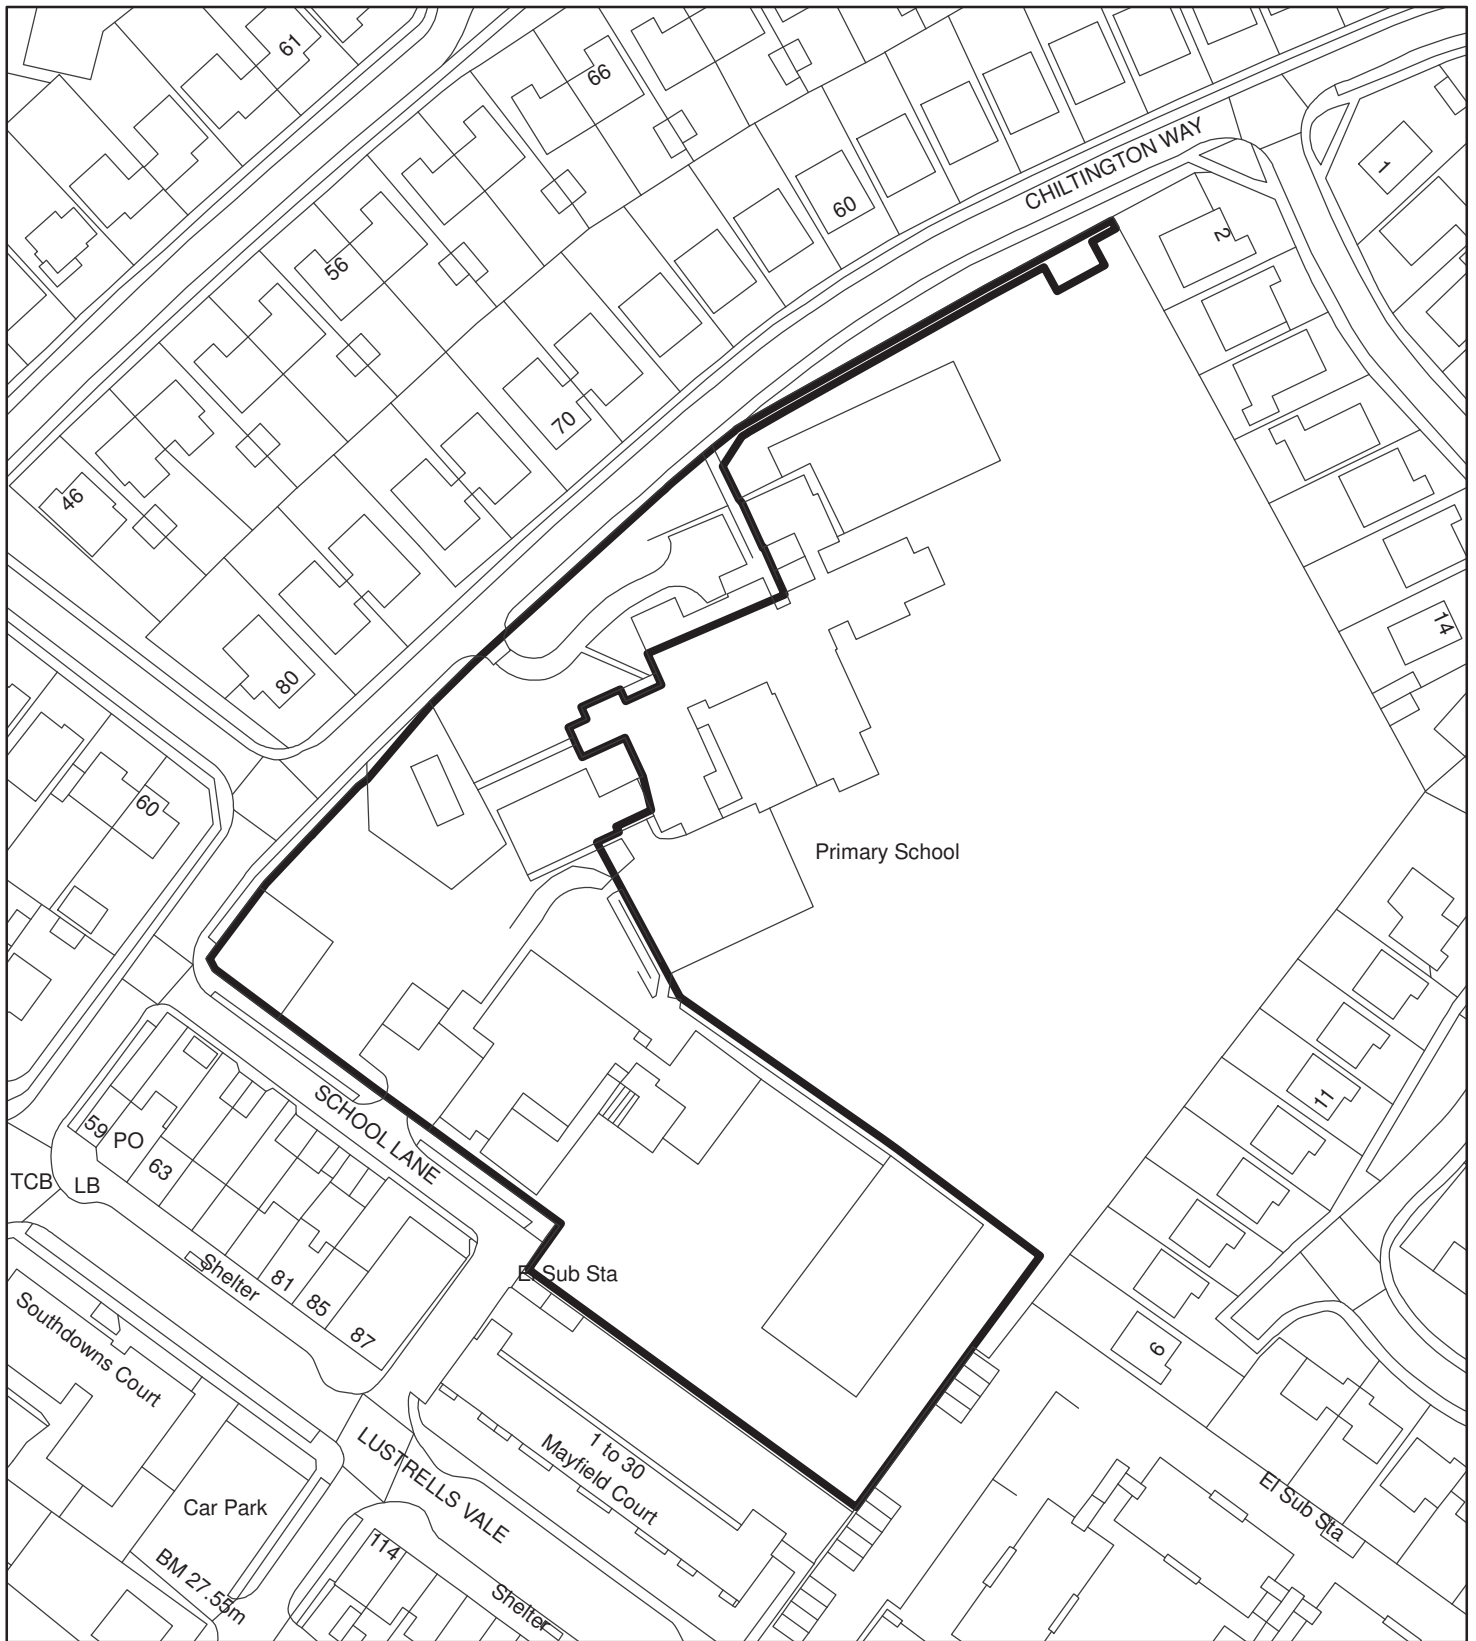 61
66
CHILTINGTON WAY
1
60
2
56
70
46
14
80
60
Primary School
11
SCHOOL LANE
59
PO
63
TCB
LB
Shelter
81
85
87
El Sub Sta
Southdowns Court
6
1 to 30
Mayfield Court
LUSTRELLS VALE
Car Park
El Sub Sta
114
BM 27.55m
Shelter